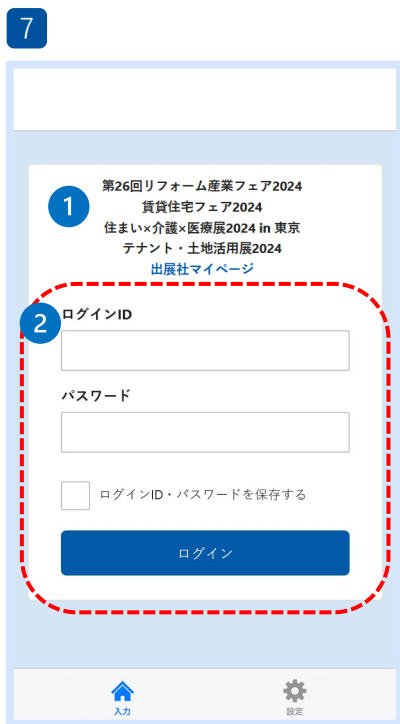 7
1
第26回リフォーム産業フェア2024
賃貸住宅フェア2024
住まい×介護×医療展2024 in 東京
テナント・土地活用展2024
出展社マイページ
2
ログインID
パスワード
ログインID・パスワードを保存する
ログイン
入力
設定